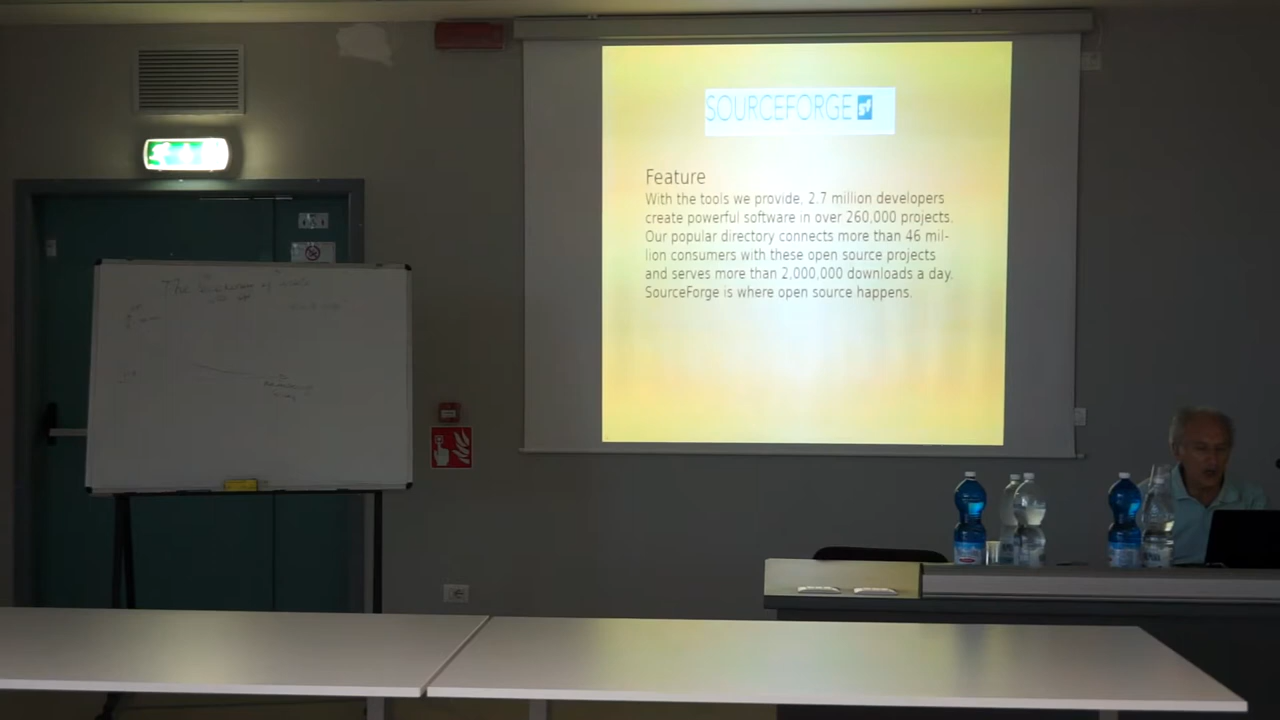 SOURCEFORGE
Feature
With the tools we provide, 2.7 million developers
create powerful software in over 260,000 projects.
Our popular directory connects more than 46 mil-
lion consumers with these open source projects
and serves more than 2,000,000 downloads a day.
SourceForge is where open source happens.
The
of